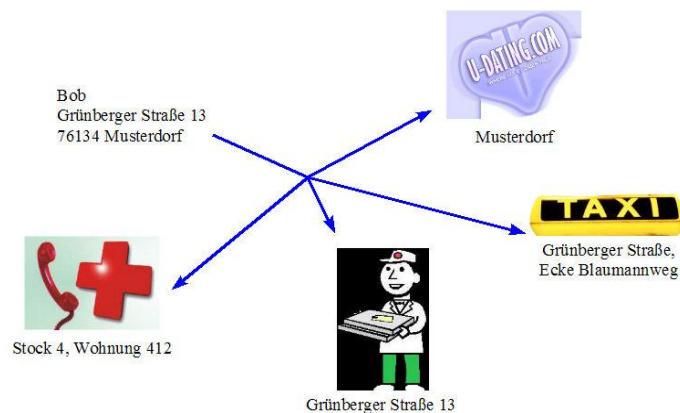 U-DATING.COM
Bob
Grünberger Straße 13
76134 Musterdorf
Musterdorf
TAXI
Grünberger Straße,
Ecke Blaumannweg
Stock 4, Wohnung 412
Grünberger Straße 13